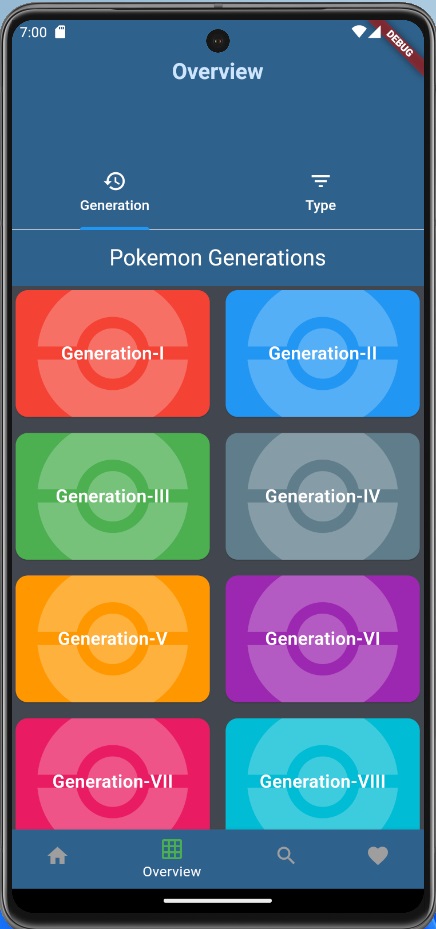 7:00
DEBUG
Overview
Generation Type
Pokemon Generations
Generation-I Generation-II
Generation-III Generation-IV
Generation-V Generation-VI
Generation-VII Generation-VIII
Overview